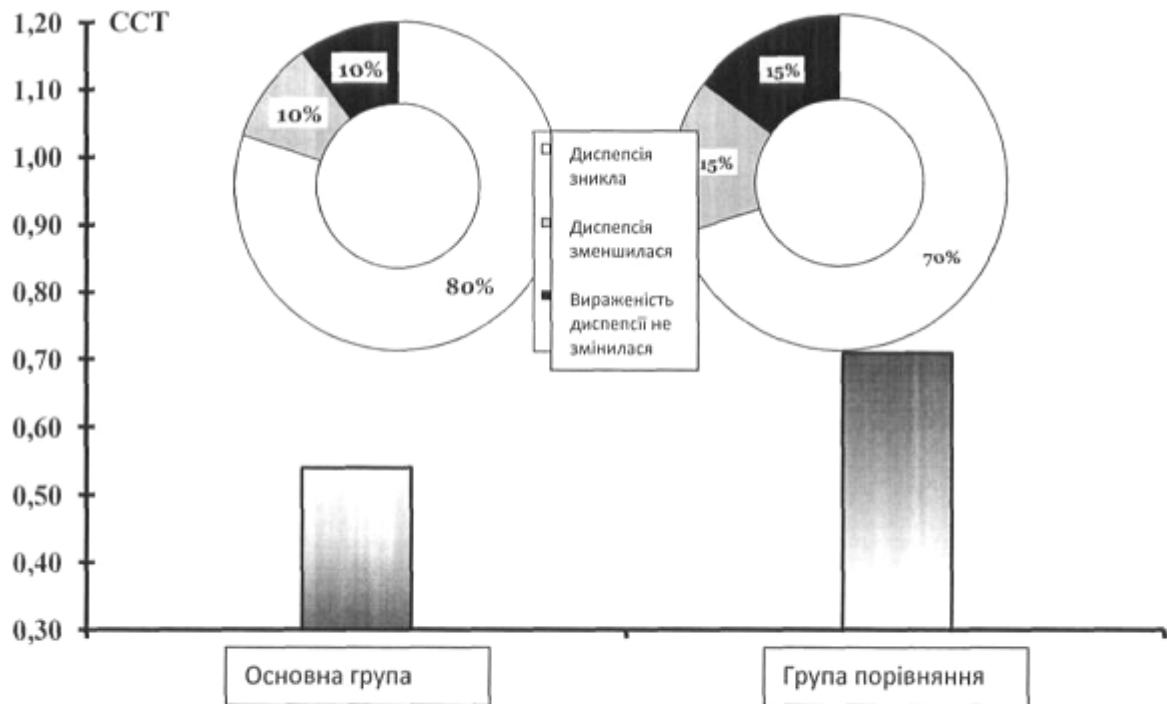 1,20
ССТ
1,10
1,00
0,90
0,80
0,70
0,60
0,50
0,40
0,30
10%
10%
80%
Диспепсія
зникла
Диспепсія
зменшилася
Вираженість
диспепсії не
змінилася
15%
15%
70%
Основна група
Група порівняння